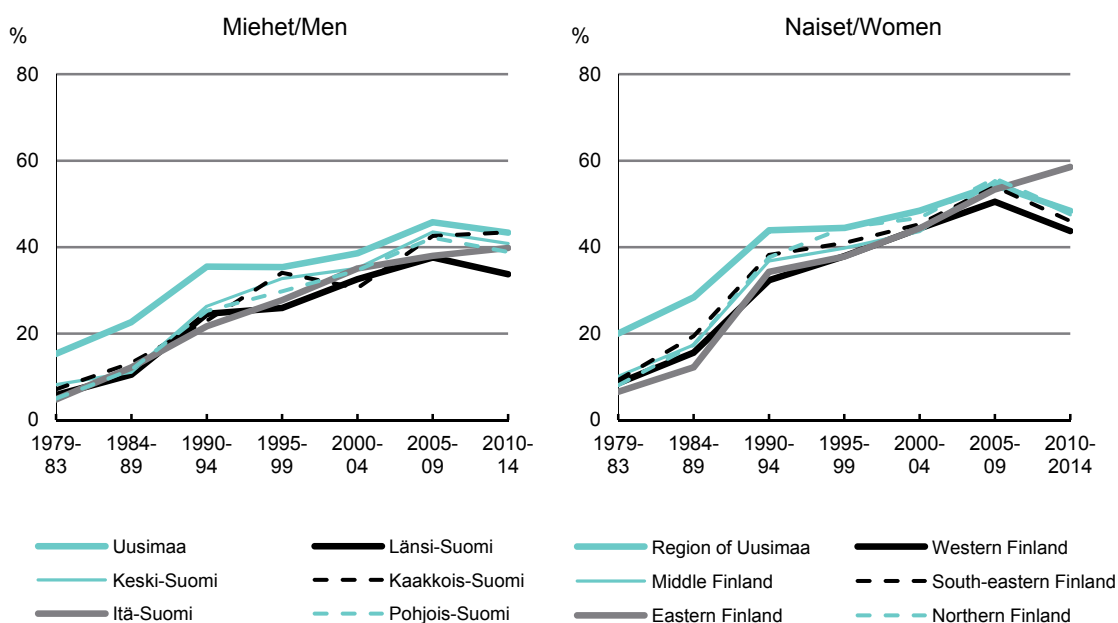 Miehet/Men
%
80
60
40
20
0
1979-
83
1984-
89
1990-
94
1995-
99
2000-
04
2005-
09
2010-
14
Uusimaa
Länsi-Suomi
Keski-Suomi
Kaakkois-Suomi
Itä-Suomi
Pohjois-Suomi
Naiset/Women
%
80
60
40
20
0
1979-
83
1984-
89
1990-
94
1995-
99
2000-
04
2005-
09
2010-
2014
Region of Uusimaa
Western Finland
Middle Finland
South-eastern Finland
Eastern Finland
Northern Finland